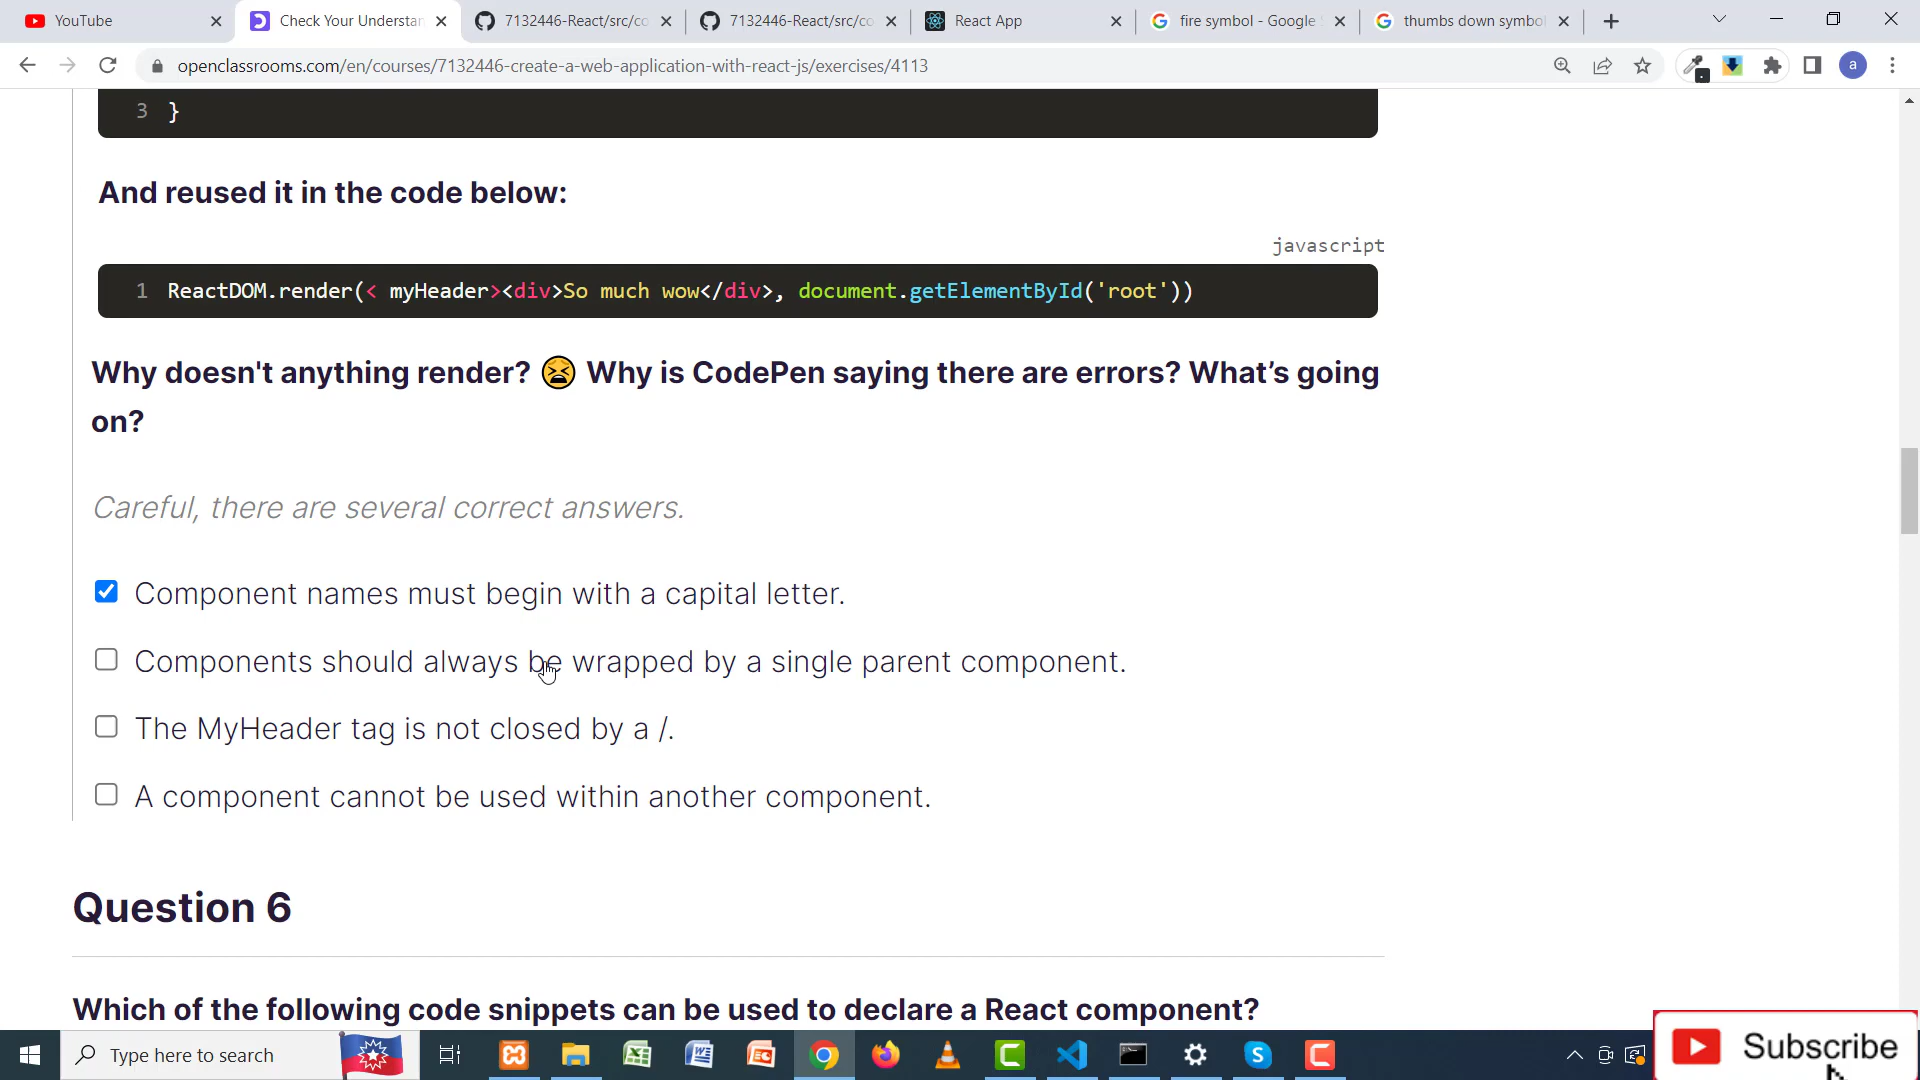 YouTube
Check Your Understan
7132446-React/src/co
7132446-React/src/co
React App
fire symbol - Google S
thumbs down symbol
openclassrooms.com/en/courses/7132446-create-a-web-application-with-react-js/exercises/4113
a
3 }
And reused it in the code below:
javascript
1 ReactDOM.render(< myHeader><div>So much wow</div>, document.getElementById('root'))
Why doesn't anything render? 😫 Why is CodePen saying there are errors? What’s going
on?
Careful, there are several correct answers.
Component names must begin with a capital letter.
Components should always be wrapped by a single parent component.
The MyHeader tag is not closed by a /.
A component cannot be used within another component.
Question 6
Which of the following code snippets can be used to declare a React component?
Type here to search
Subscribe